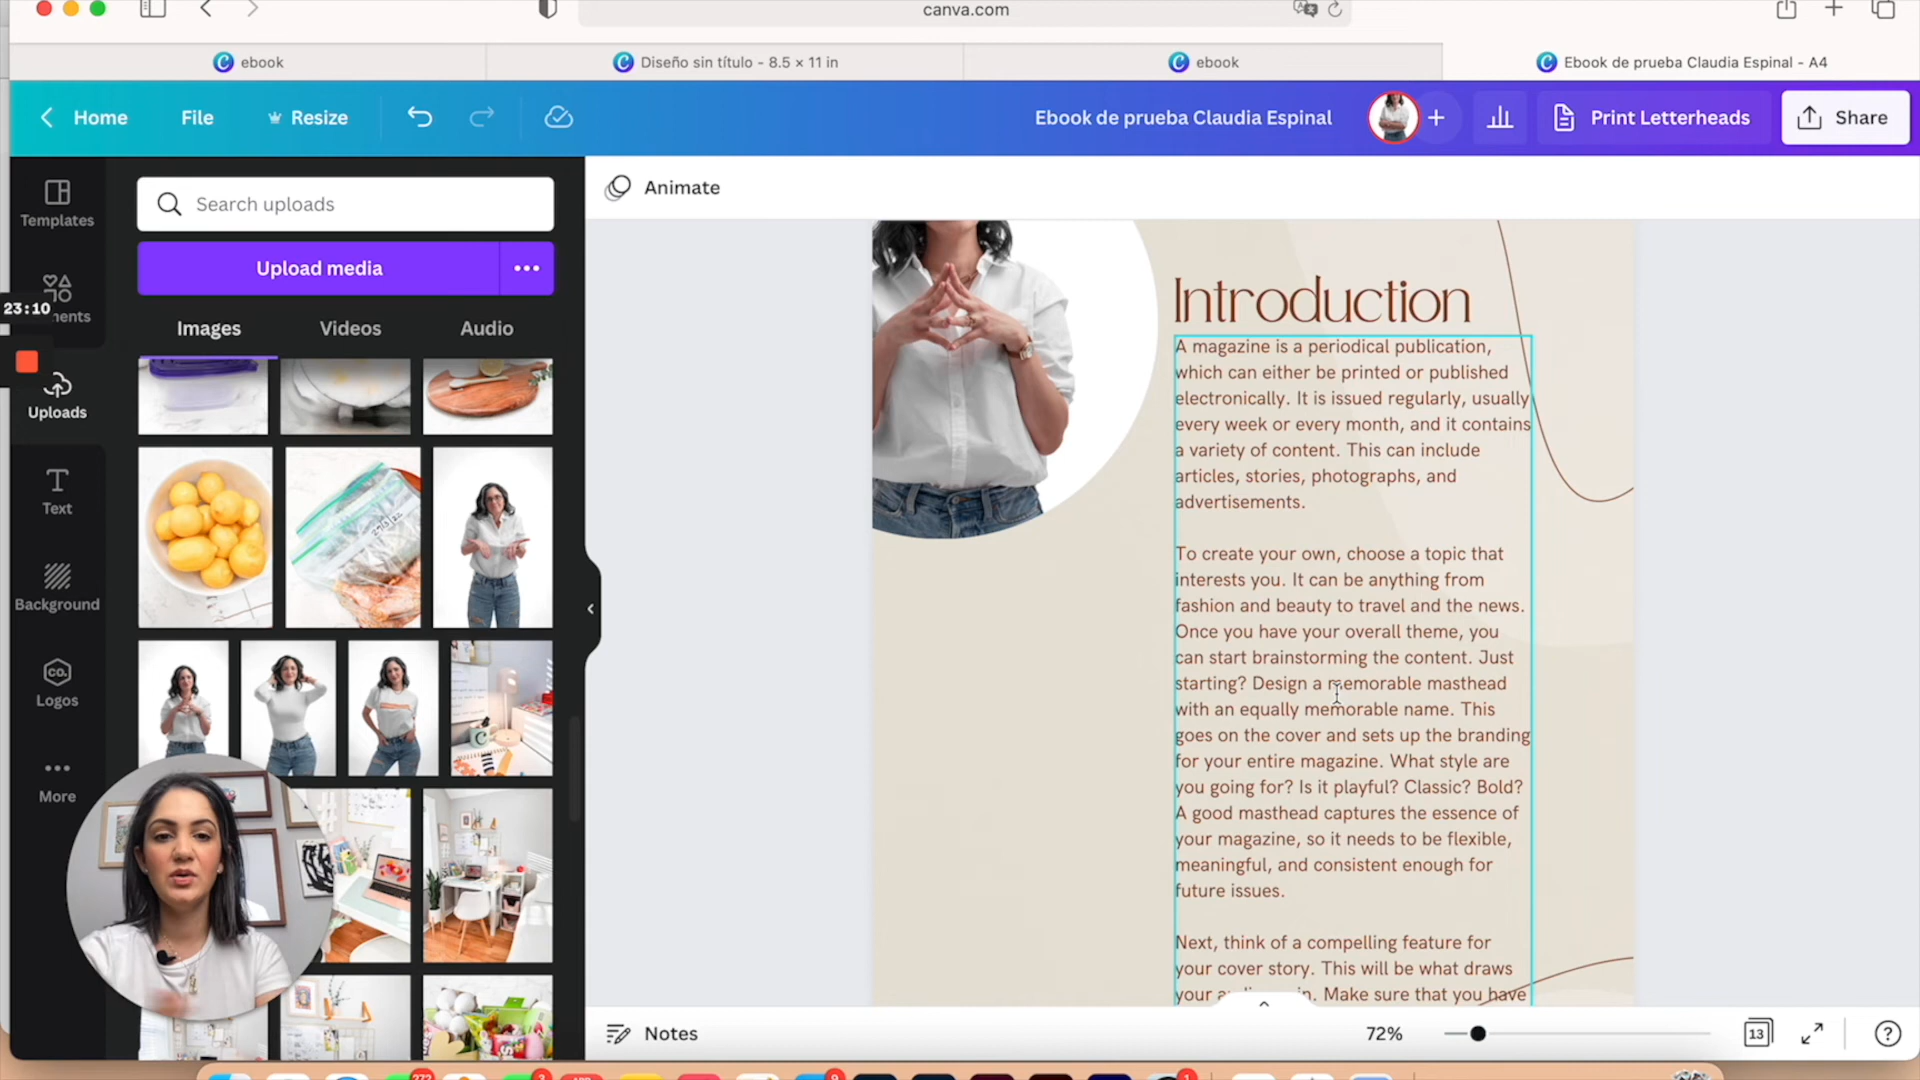 canva.com
ebook
Diseño sin título - 8.5 × 11 in
ebook
Ebook de prueba Claudia Espinal - A4
Home
File
Resize
Ebook de prueba Claudia Espinal
Print Letterheads
Share
Templates
Search uploads
Animate
Upload media
23:10
ments
Images
Videos
Audio
Uploads
Text
Background
CO.
Logos
More
Introduction
A magazine is a periodical publication,
which can either be printed or published
electronically. It is issued regularly, usually
every week or every month, and it contains
a variety of content. This can include
articles, stories, photographs, and
advertisements.
To create your own, choose a topic that
interests you. It can be anything from
fashion and beauty to travel and the news.
Once you have your overall theme, you
can start brainstorming the content. Just
starting? Design a memorable masthead
with an equally memorable name. This
goes on the cover and sets up the branding
for your entire magazine. What style are
you going for? Is it playful? Classic? Bold?
A good masthead captures the essence of
your magazine, so it needs to be flexible,
meaningful, and consistent enough for
future issues.
Next, think of a compelling feature for
your cover story. This will be what draws
your in. Make sure that you have
Notes
72%
13
272
3
9
1